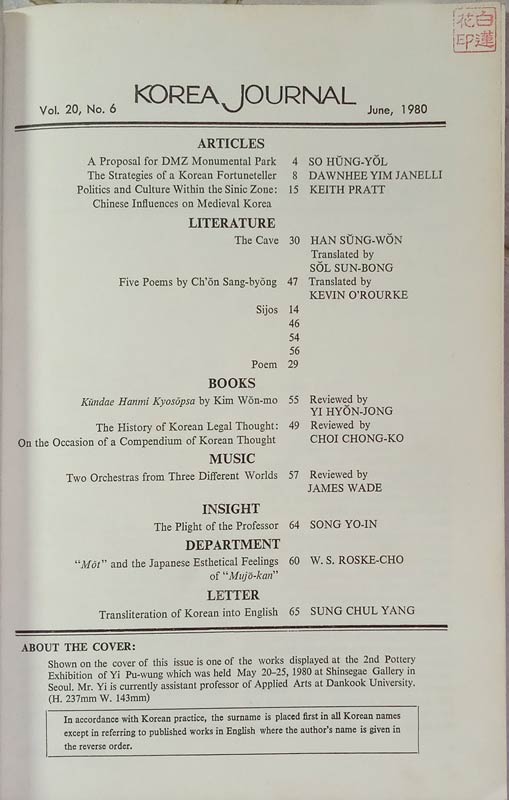 白蓮
花印
KOREA JOURNAL
Vol. 20, No. 6
June, 1980
ARTICLES
A Proposal for DMZ Monumental Park 4 SO HŬNG-YŎL
The Strategies of a Korean Fortuneteller 8 DAWNHEE YIM JANELLI
Politics and Culture Within the Sinic Zone: 15 KEITH PRATT
Chinese Influences on Medieval Korea
LITERATURE
The Cave 30 HAN SŬNG-WŎN
Translated by
SŎL SUN-BONG
Five Poems by Ch'ŏn Sang-byŏng 47 Translated by
KEVIN O'ROURKE
Sijos 14
46
54
56
Poem 29
BOOKS
Kŭndae Hanmi Kyosŏpsa by Kim Wŏn-mo 55 Reviewed by
YI HYŎN-JONG
The History of Korean Legal Thought: 49 Reviewed by
On the Occasion of a Compendium of Korean Thought CHOI CHONG-KO
MUSIC
Two Orchestras from Three Different Worlds 57 Reviewed by
JAMES WADE
INSIGHT
The Plight of the Professor 64 SONG YO-IN
DEPARTMENT
"Mŏt" and the Japanese Esthetical Feelings 60 W. S. ROSKE-CHO
of "Mujō-kan"
LETTER
Transliteration of Korean into English 65 SUNG CHUL YANG
ABOUT THE COVER:
Shown on the cover of this issue is one of the works displayed at the 2nd Pottery
Exhibition of Yi Pu-wung which was held May 20–25, 1980 at Shinsegae Gallery in
Seoul. Mr. Yi is currently assistant professor of Applied Arts at Dankook University.
(H. 237mm W. 143mm)
In accordance with Korean practice, the surname is placed first in all Korean names
except in referring to published works in English where the author's name is given in
the reverse order.